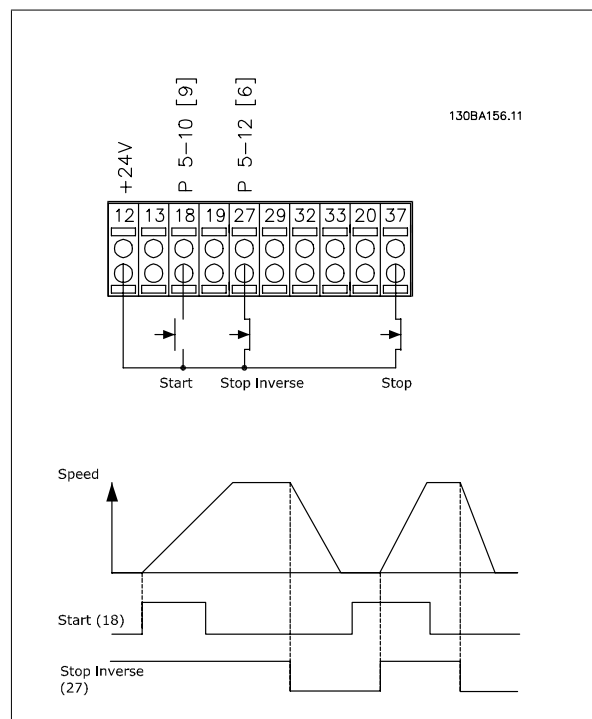 +24V
P 5-10 [9]
P 5-12 [6]
130BA156.11
12 13 18 19 27 29 32 33 20 37
Start Stop Inverse Stop
Speed
Start (18)
Stop Inverse
(27)